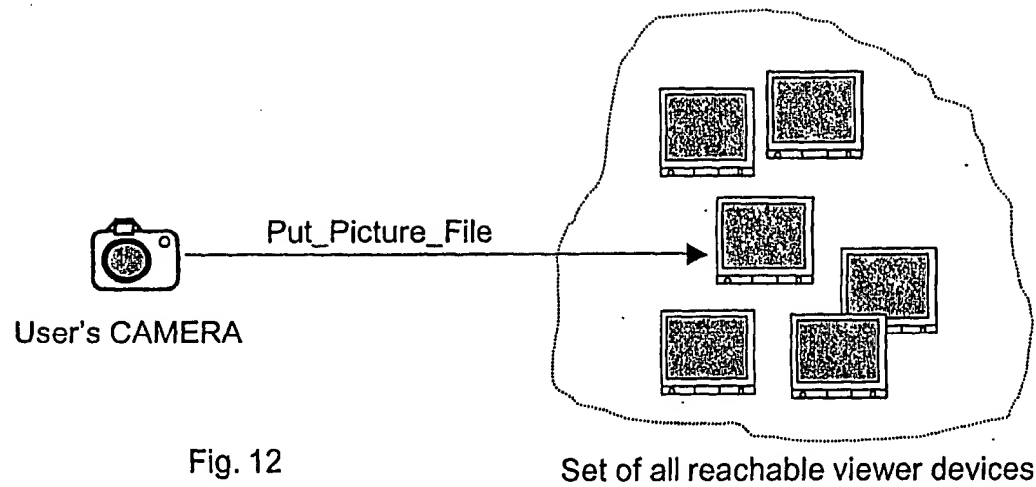 Put_Picture_File
User's CAMERA
Fig. 12
Set of all reachable viewer devices